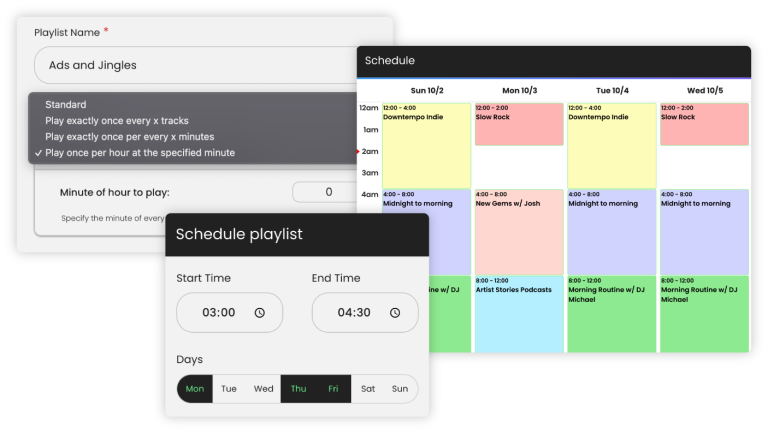 Playlist Name *
Ads and Jingles
Standard
Play exactly once every x tracks
Play exactly once per every x minutes
✓ Play once per hour at the specified minute
Minute of hour to play:
0
Specify the minute of every
Schedule
Sun 10/2
Mon 10/3
Tue 10/4
Wed 10/5
12am
1am
2am
3am
4am
12:00 - 4:00
Downtempo Indie
4:00 - 8:00
Midnight to morning
ine w/ DJ
12:00 - 2:00
Slow Rock
4:00 - 8:00
New Gems w/ Josh
8:00 - 12:00
Artist Stories Podcasts
12:00 - 4:00
Downtempo Indie
4:00 - 8:00
Midnight to morning
8:00 - 12:00
Morning Routine w/ DJ
Michael
12:00 - 2:00
Slow Rock
4:00 - 8:00
Midnight to morning
8:00 - 12:00
Morning Routine w/ DJ
Michael
Schedule playlist
Start Time
End Time
03:00
04:30
Days
Mon Tue Wed Thu Fri Sat Sun